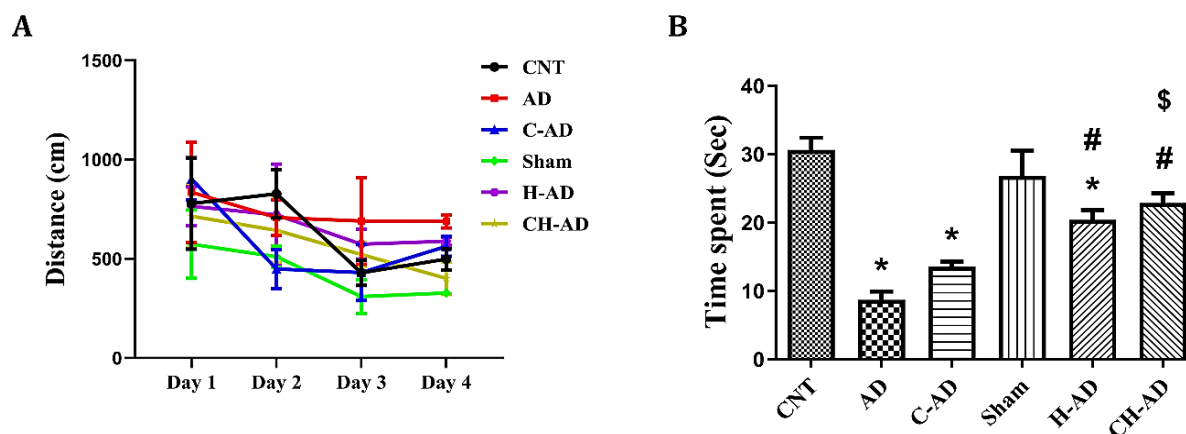 A
Distance (cm)
1500
1000
500
0
Day 1 Day 2 Day 3 Day 4
CNT
AD
C-AD
Sham
H-AD
CH-AD
B
Time spent (Sec)
40
30
20
10
0
*
*
#
*
$
#
CNT AD C-AD Sham H-AD CH-AD